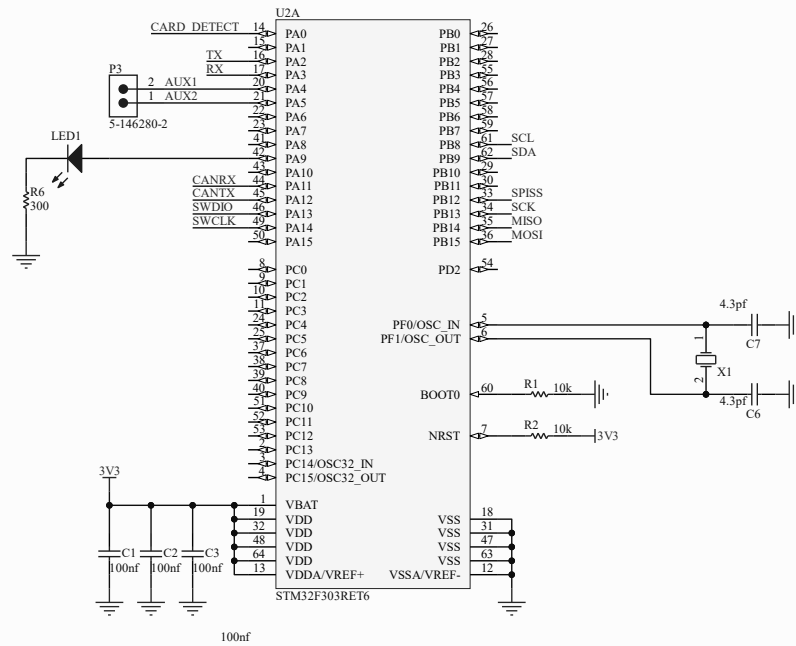 U2A
CARD_DETECT 14 PA0
15 PA1
TX 16 PA2
RX 17 PA3
P3
2 AUX1 20 PA4
1 AUX2 21 PA5
5-146280-2
22 PA6
23 PA7
41 PA8
LED1
42 PA9
43 PA10
CANRX 44 PA11
CANTX 45 PA12
SWDIO 46 PA13
SWCLK 49 PA14
50 PA15
R6
300
8 PC0
9 PC1
10 PC2
11 PC3
24 PC4
25 PC5
37 PC6
38 PC7
39 PC8
40 PC9
51 PC10
52 PC11
53 PC12
2 PC13
3 PC14/OSC32_IN
4 PC15/OSC32_OUT
3V3
1 VBAT
19 VDD
32 VDD
48 VDD
64 VDD
13 VDDA/VREF+
C1
100nf
C2
100nf
C3
100nf
PB0 26
PB1 27
PB2 28
PB3 55
PB4 56
PB5 57
PB6 58
PB7 59
PB8 61 SCL
PB9 62 SDA
PB10 29
PB11 30
PB12 33 SPISS
PB13 34 SCK
PB14 35 MISO
PB15 36 MOSI
PD2 54
PF0/OSC_IN 5
PF1/OSC_OUT 6
4.3pf
C7
1
X1
2
4.3pf
C6
BOOT0 60 R1 10k
NRST 7 R2 10k 3V3
VSS 18
VSS 31
VSS 47
VSS 63
VSSA/VREF- 12
STM32F303RET6
100nf